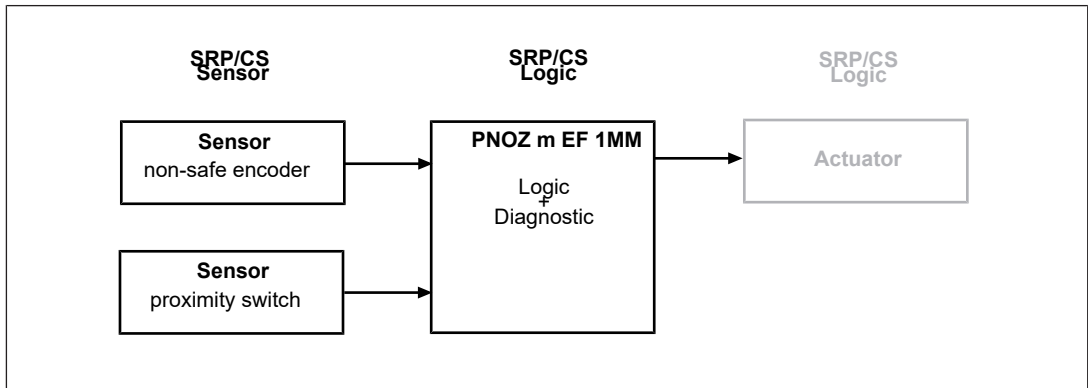 SRP/CS
Sensor
SRP/CS
Logic
SRP/CS
Logic
Sensor
non-safe encoder
PNOZ m EF 1MM
Logic
+
Diagnostic
Actuator
Sensor
proximity switch